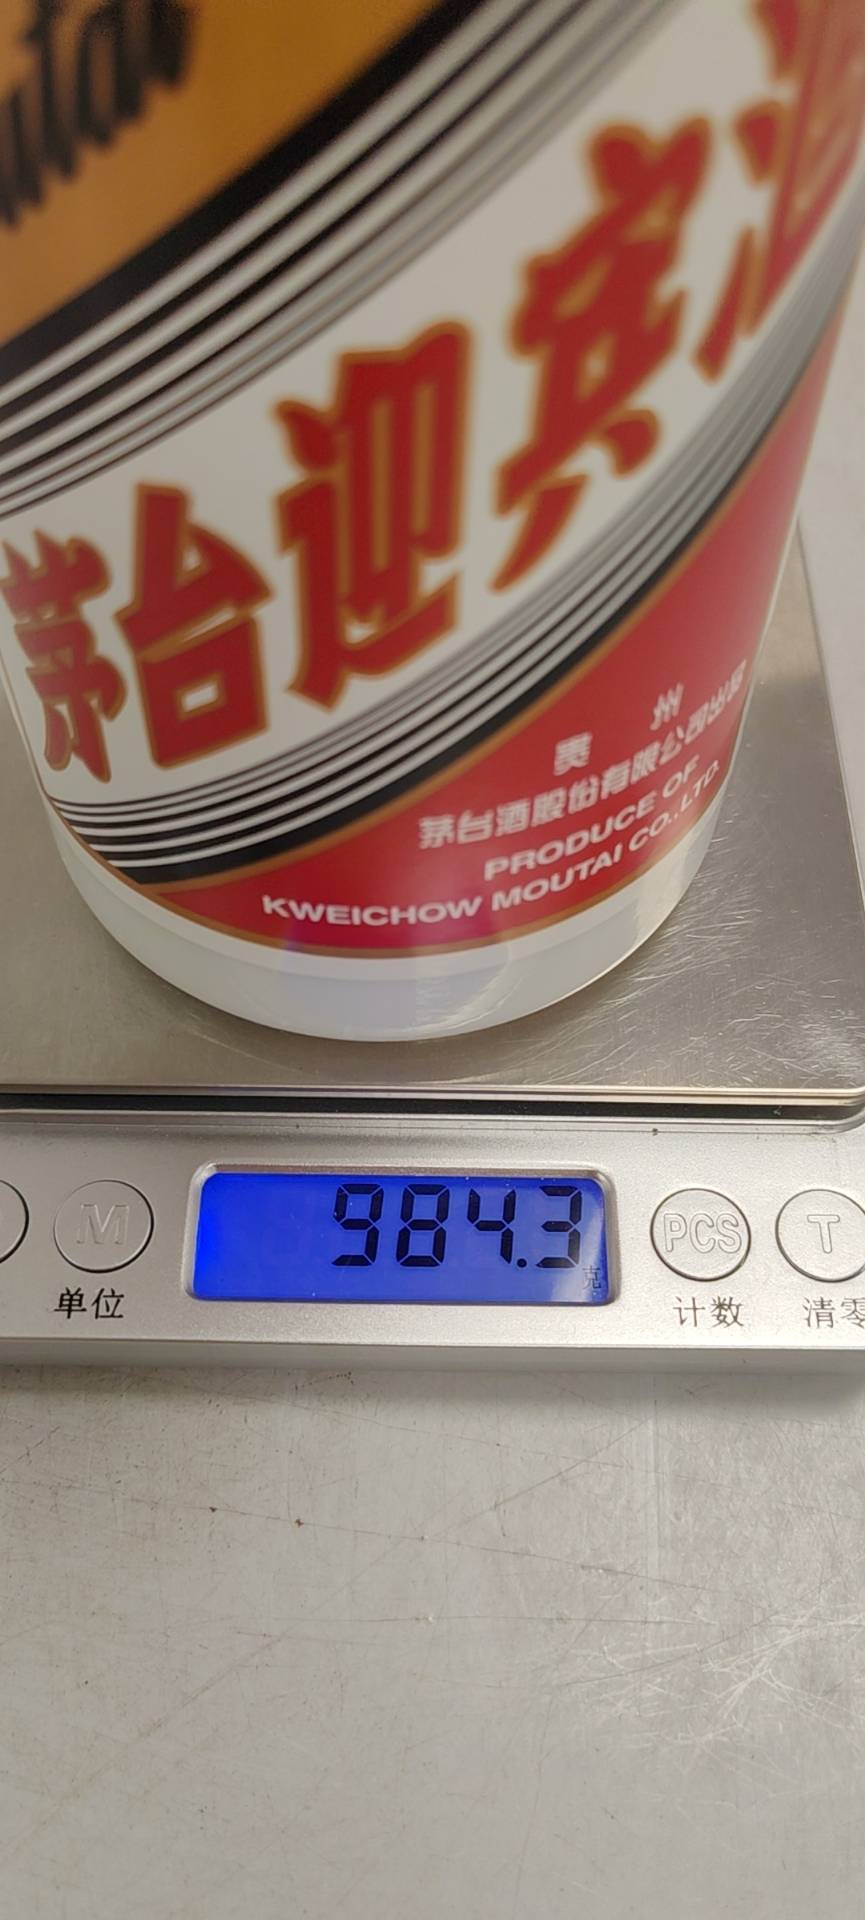 茅台迎宾酒
贵州
茅台酒股份有限公司出品
PRODUCE OF
KWEICHOW MOUTAI CO.,LTD.
984.3
克
M
PCS
T
单位
计数
清零